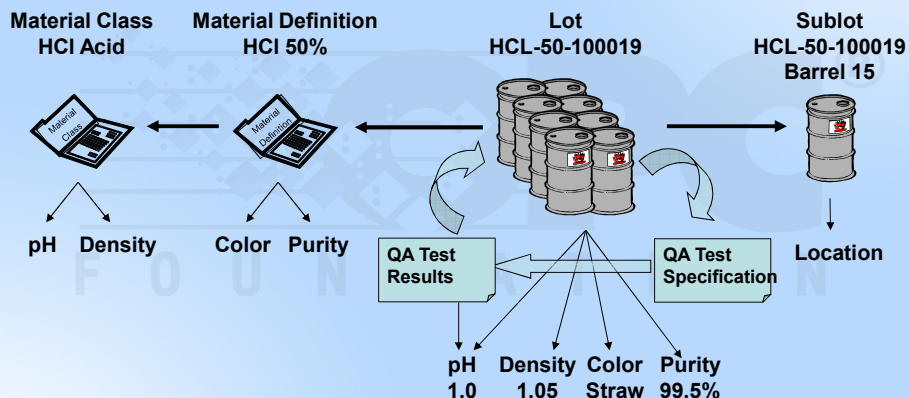 Material Class
HCl Acid
Material Definition
HCl 50%
Lot
HCL-50-100019
Sublot
HCL-50-100019
Barrel 15
Material
Class
Material
Definition
pH
Density
Color
Purity
QA Test
Results
QA Test
Specification
Location
pH
1.0
Density
1.05
Color
Straw
Purity
99.5%